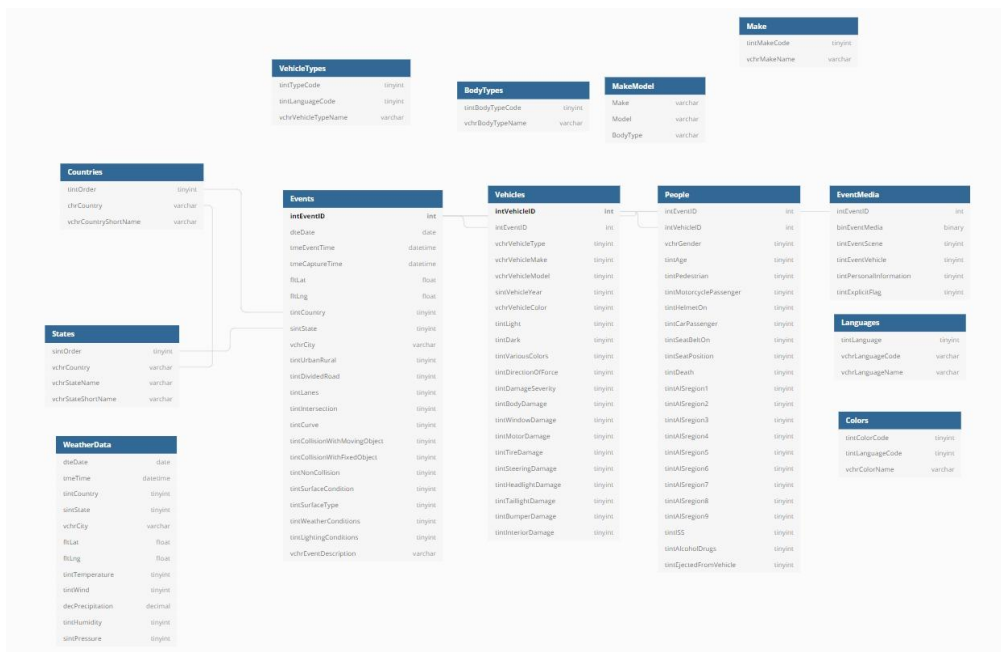 Make
tintMakeCode tinyint
vchrMakeName varchar
VehicleTypes
tintTypeCode tinyint
tintLanguageCode tinyint
vchrVehicleTypeName varchar
BodyTypes
tintBodyTypeCode tinyint
vchrBodyTypeName varchar
MakeModel
Make varchar
Model varchar
BodyType varchar
Countries
tintOrder tinyint
chrCountry varchar
vchrCountryShortName varchar
Events
intEventID int
dteDate date
tmeEventTime datetime
tmeCaptureTime datetime
fltLat float
fltLng float
tintCountry tinyint
sintState tinyint
vchrCity varchar
tintUrbanRural tinyint
tintDividedRoad tinyint
tintLanes tinyint
tintIntersection tinyint
tintCurve tinyint
tintCollisionWithMovingObject tinyint
tintCollisionWithFixedObject tinyint
tintNonCollision tinyint
tintSurfaceCondition tinyint
tintSurfaceType tinyint
tintWeatherConditions tinyint
tintLightingConditions tinyint
vchrEventDescription varchar
Vehicles
intVehicleID int
intEventID int
vchrVehicleType tinyint
vchrVehicleMake tinyint
vchrVehicleModel tinyint
sintVehicleYear tinyint
vchrVehicleColor tinyint
tintLight tinyint
tintDark tinyint
tintVariousColors tinyint
tintDirectionOfForce tinyint
tintDamageSeverity tinyint
tintBodyDamage tinyint
tintWindowDamage tinyint
tintMotorDamage tinyint
tintTireDamage tinyint
tintSteeringDamage tinyint
tintHeadlightDamage tinyint
tintTaillightDamage tinyint
tintBumperDamage tinyint
tintInteriorDamage tinyint
People
intEventID int
intVehicleID int
vchrGender tinyint
tintAge tinyint
tintPedestrian tinyint
tintMotorcyclePassenger tinyint
tintHelmetOn tinyint
tintCarPassenger tinyint
tintSeatBeltOn tinyint
tintSeatPosition tinyint
tintDeath tinyint
tintAISregion1 tinyint
tintAISregion2 tinyint
tintAISregion3 tinyint
tintAISregion4 tinyint
tintAISregion5 tinyint
tintAISregion6 tinyint
tintAISregion7 tinyint
tintAISregion8 tinyint
tintAISregion9 tinyint
tintISS tinyint
tintAlcoholDrugs tinyint
tintEjectedFromVehicle tinyint
EventMedia
intEventID int
binEventMedia binary
tintEventScene tinyint
tintEventVehicle tinyint
tintPersonalInformation tinyint
tintExplicitFlag tinyint
Languages
tintLanguage tinyint
vchrLanguageCode varchar
vchrLanguageName varchar
Colors
tintColorCode tinyint
tintLanguageCode tinyint
vchrColorName varchar
States
sintOrder tinyint
vchrCountry varchar
vchrStateName varchar
vchrStateShortName varchar
WeatherData
dteDate date
tmeTime datetime
tintCountry tinyint
sintState tinyint
vchrCity varchar
fltLat float
fltLng float
tintTemperature tinyint
tintWind tinyint
decPrecipitation decimal
tintHumidity tinyint
sintPressure tinyint